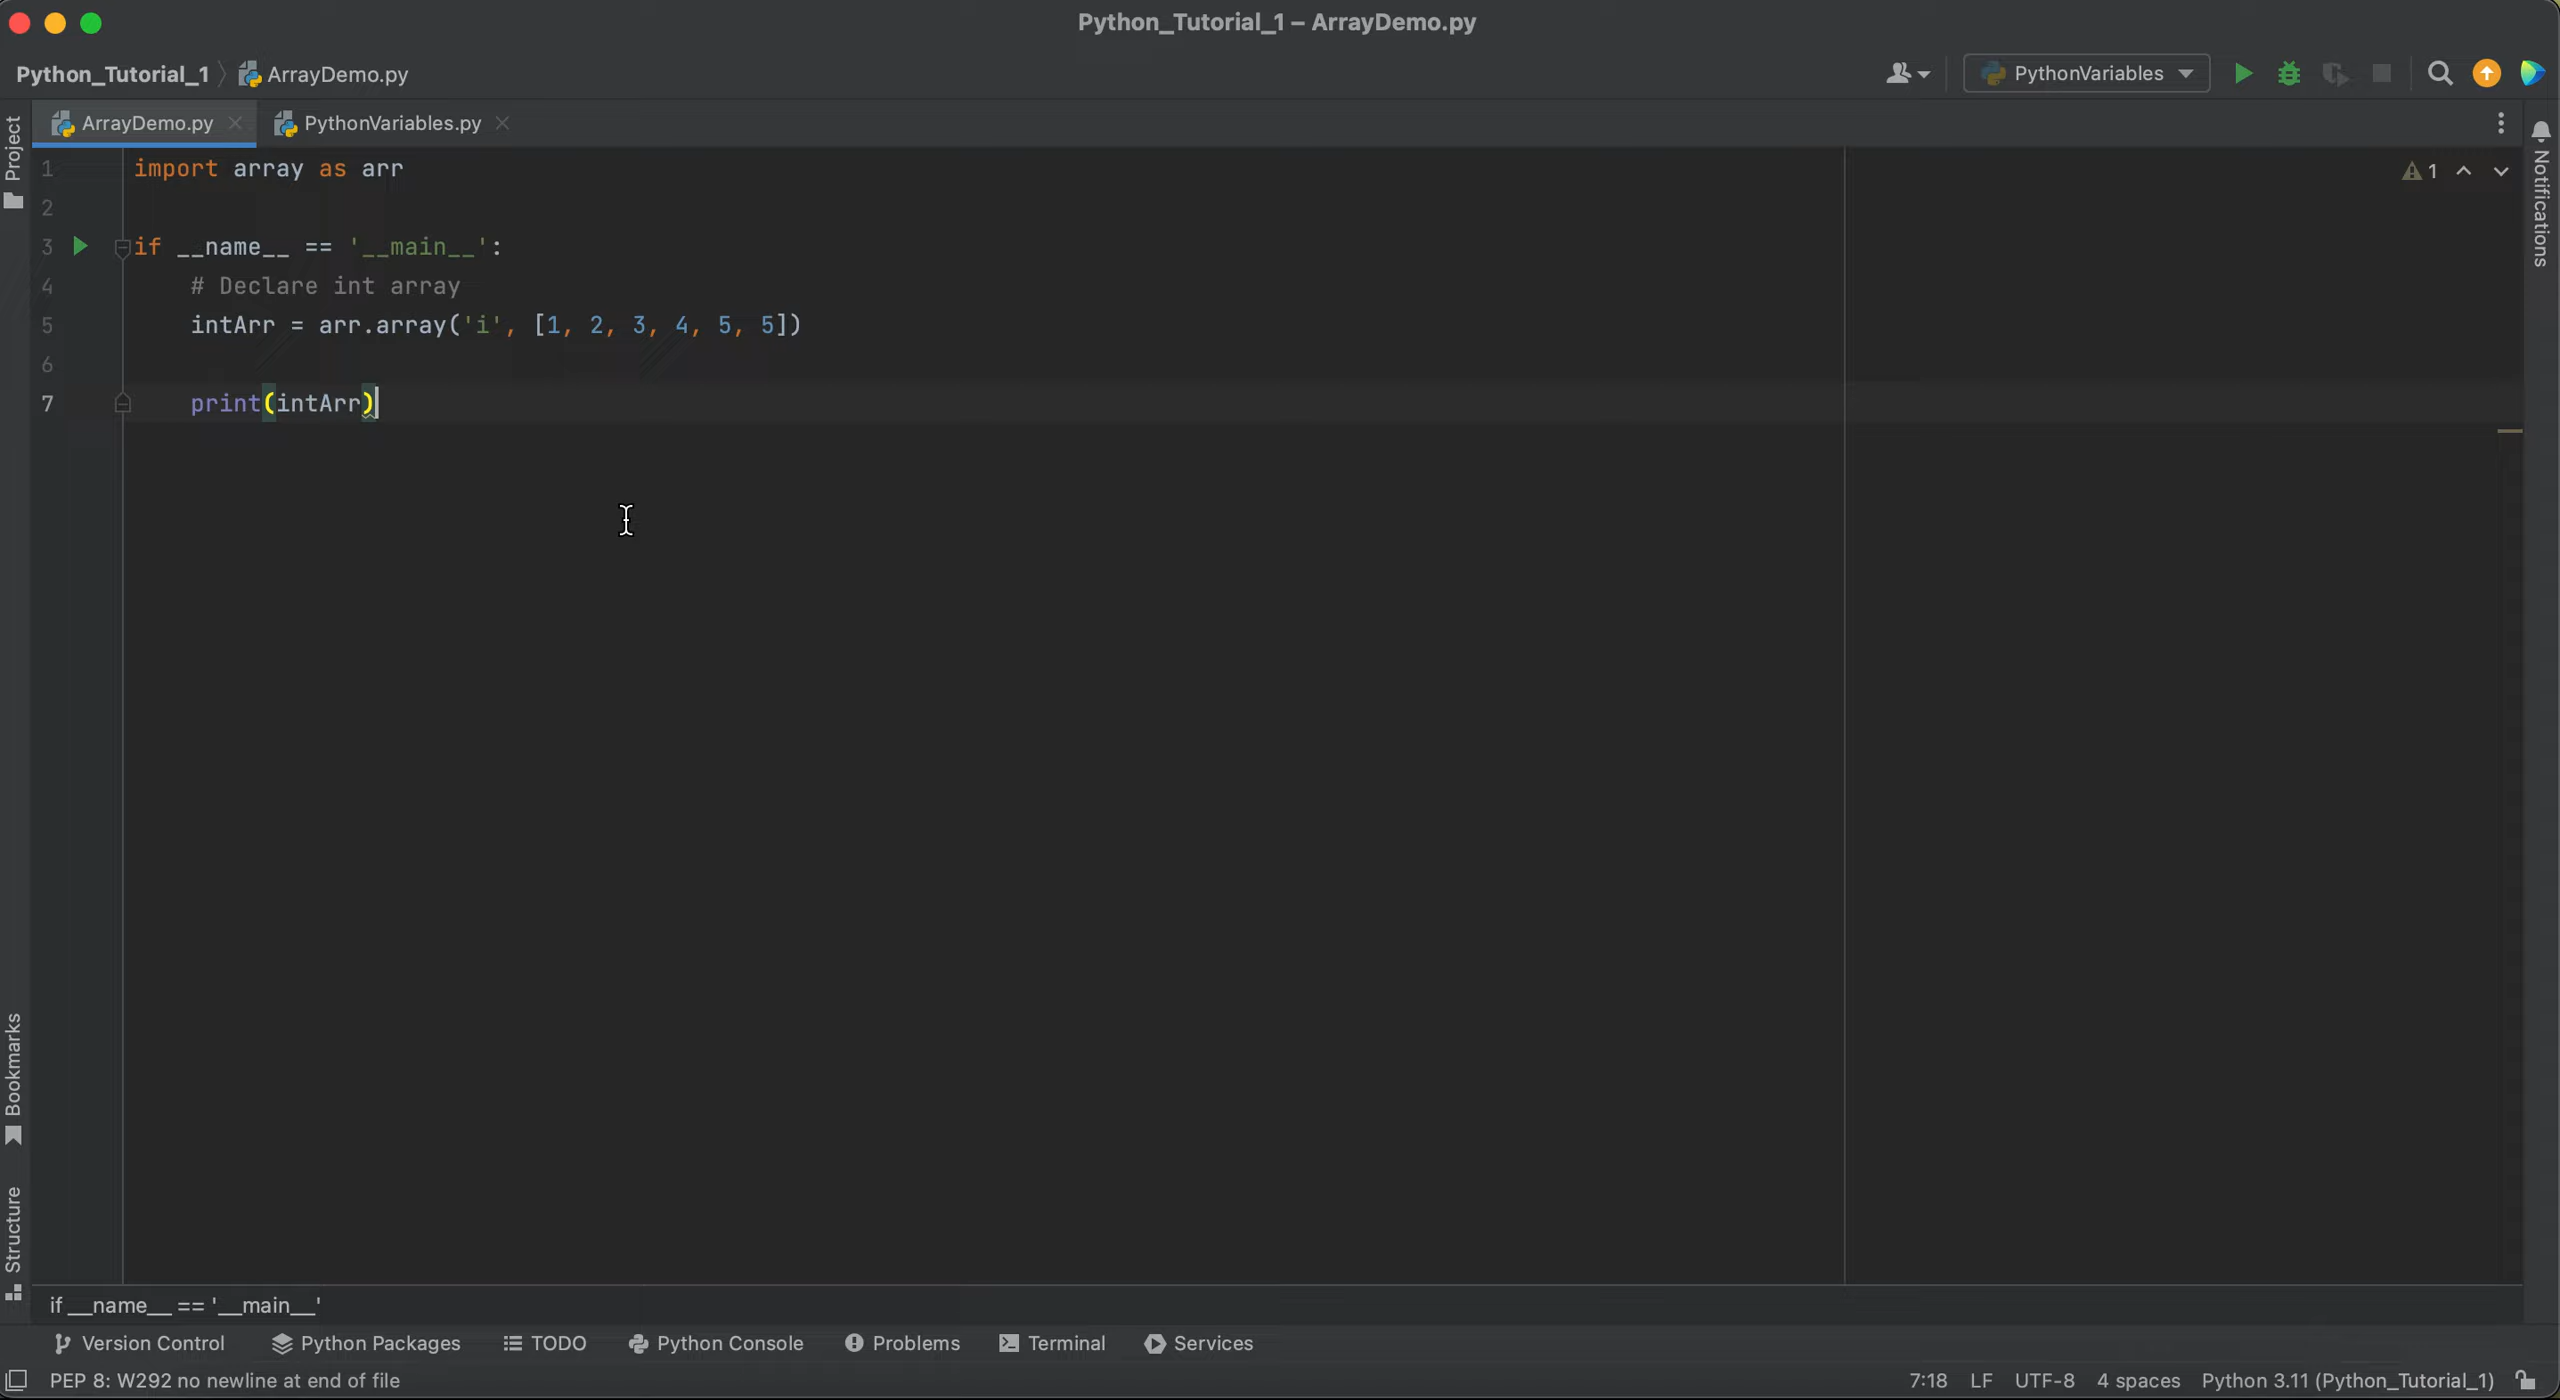 Python_Tutorial_1 – ArrayDemo.py
Python_Tutorial_1 ArrayDemo.py PythonVariables
ArrayDemo.py PythonVariables.py
Project
Notifications
1 import array as arr 1
2
3 if __name__ == '__main__':
4 # Declare int array
5 intArr = arr.array('i', [1, 2, 3, 4, 5, 5])
6
7 print(intArr)
Bookmarks
Structure
if __name__ == '__main__'
Version Control Python Packages TODO Python Console Problems Terminal Services
PEP 8: W292 no newline at end of file 7:18 LF UTF-8 4 spaces Python 3.11 (Python_Tutorial_1)